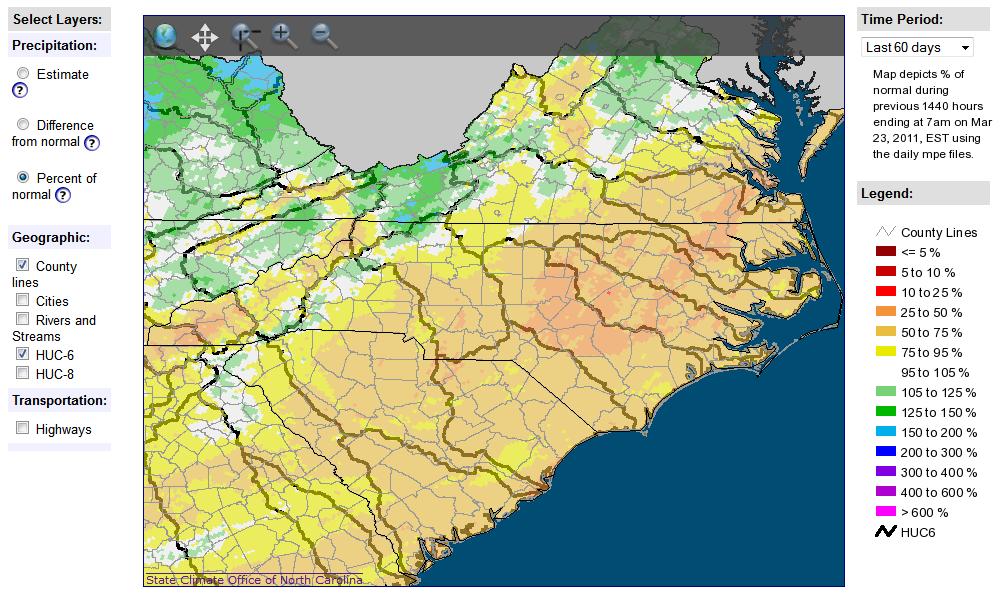 Select Layers:
Precipitation:
Estimate
?
Difference
from normal ?
Percent of
normal ?
Geographic:
County
lines
Cities
Rivers and
Streams
HUC-6
HUC-8
Transportation:
Highways
State Climate Office of North Carolina
Time Period:
Last 60 days
Map depicts % of
normal during
previous 1440 hours
ending at 7am on Mar
23, 2011, EST using
the daily mpe files.
Legend:
County Lines
<= 5 %
5 to 10 %
10 to 25 %
25 to 50 %
50 to 75 %
75 to 95 %
95 to 105 %
105 to 125 %
125 to 150 %
150 to 200 %
200 to 300 %
300 to 400 %
400 to 600 %
> 600 %
HUC6